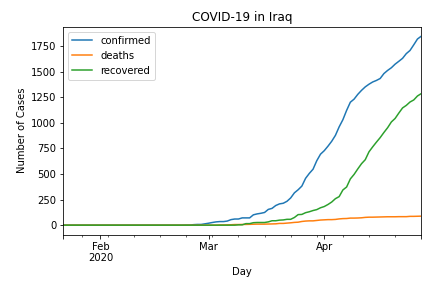 COVID-19 in Iraq
confirmed
deaths
recovered
Number of Cases
1750
1500
1250
1000
750
500
250
0
Feb
2020
Mar
Apr
Day